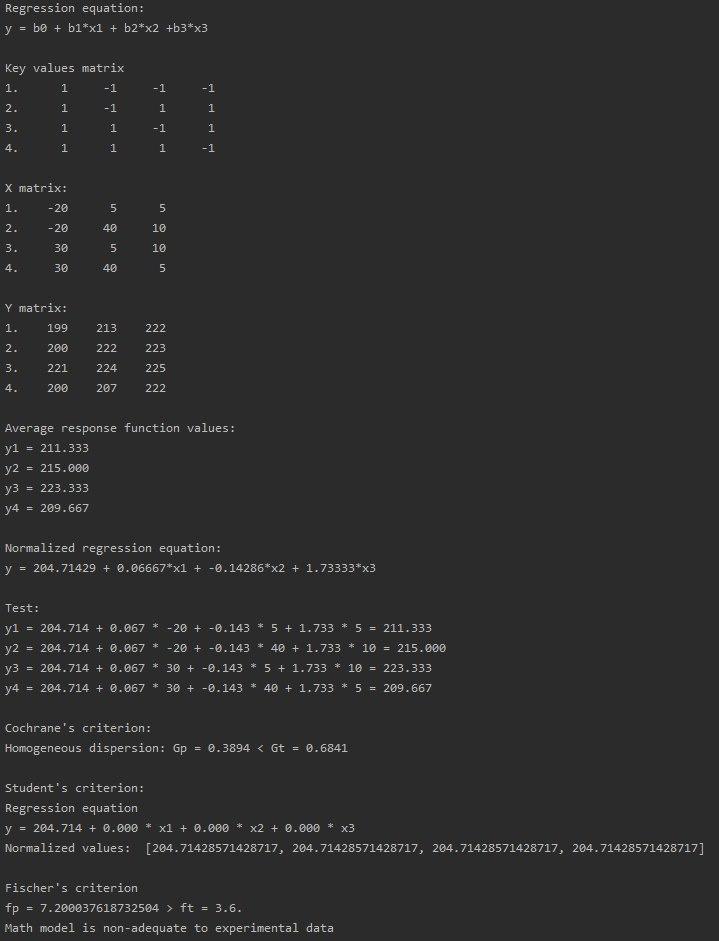 Regression equation:
y = b0 + b1*x1 + b2*x2 +b3*x3
Key values matrix
1. 1 -1 -1 -1
2. 1 -1 1 1
3. 1 1 -1 1
4. 1 1 1 -1
X matrix:
1. -20 5 5
2. -20 40 10
3. 30 5 10
4. 30 40 5
Y matrix:
1. 199 213 222
2. 200 222 223
3. 221 224 225
4. 200 207 222
Average response function values:
y1 = 211.333
y2 = 215.000
y3 = 223.333
y4 = 209.667
Normalized regression equation:
y = 204.71429 + 0.06667*x1 + -0.14286*x2 + 1.73333*x3
Test:
y1 = 204.714 + 0.067 * -20 + -0.143 * 5 + 1.733 * 5 = 211.333
y2 = 204.714 + 0.067 * -20 + -0.143 * 40 + 1.733 * 10 = 215.000
y3 = 204.714 + 0.067 * 30 + -0.143 * 5 + 1.733 * 10 = 223.333
y4 = 204.714 + 0.067 * 30 + -0.143 * 40 + 1.733 * 5 = 209.667
Cochrane's criterion:
Homogeneous dispersion: Gp = 0.3894 < Gt = 0.6841
Student's criterion:
Regression equation
y = 204.714 + 0.000 * x1 + 0.000 * x2 + 0.000 * x3
Normalized values:  [204.71428571428717, 204.71428571428717, 204.71428571428717, 204.71428571428717]
Fischer's criterion
fp = 7.200037618732504 > ft = 3.6.
Math model is non-adequate to experimental data